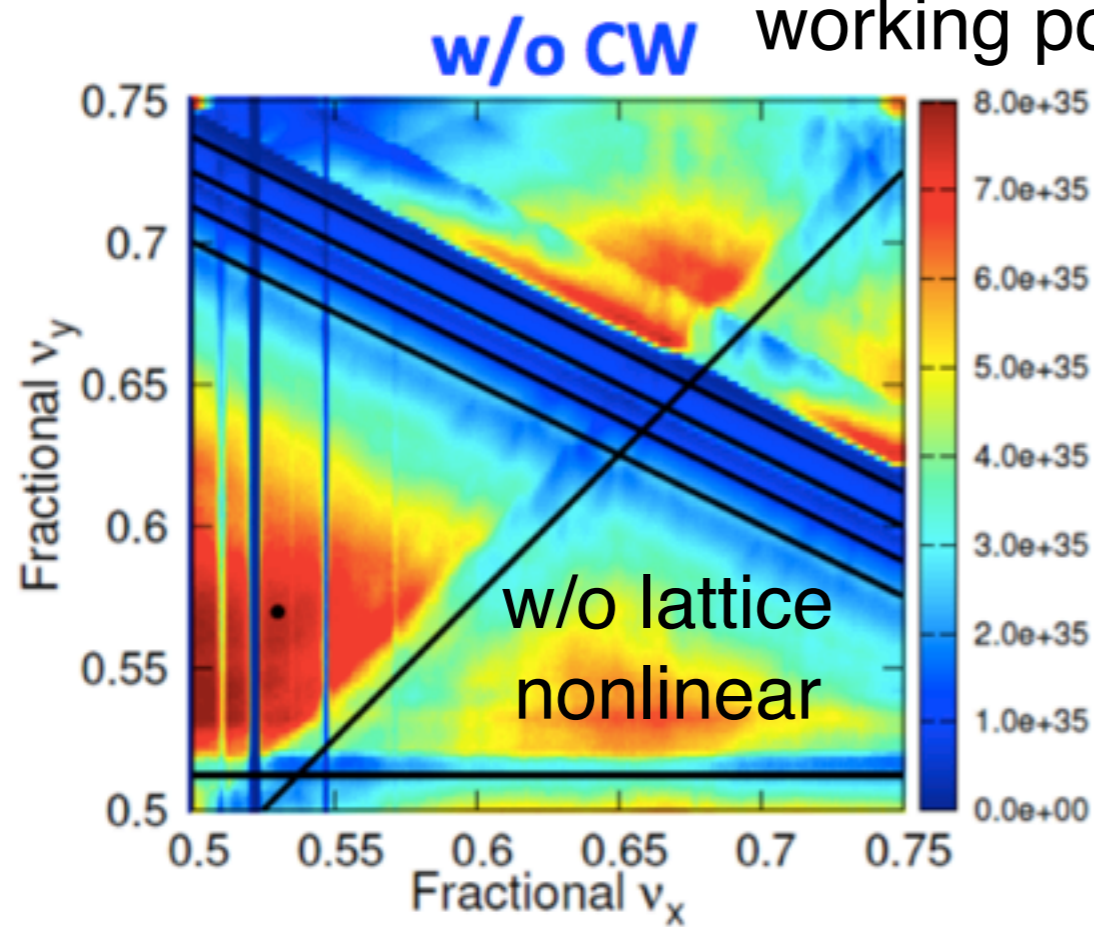 working po
w/o CW
0.75
0.7
0.65
0.6
0.55
0.5
Fractional νy
0.5 0.55 0.6 0.65 0.7 0.75
Fractional νx
w/o lattice
nonlinear
8.0e+35
7.0e+35
6.0e+35
5.0e+35
4.0e+35
3.0e+35
2.0e+35
1.0e+35
0.0e+00